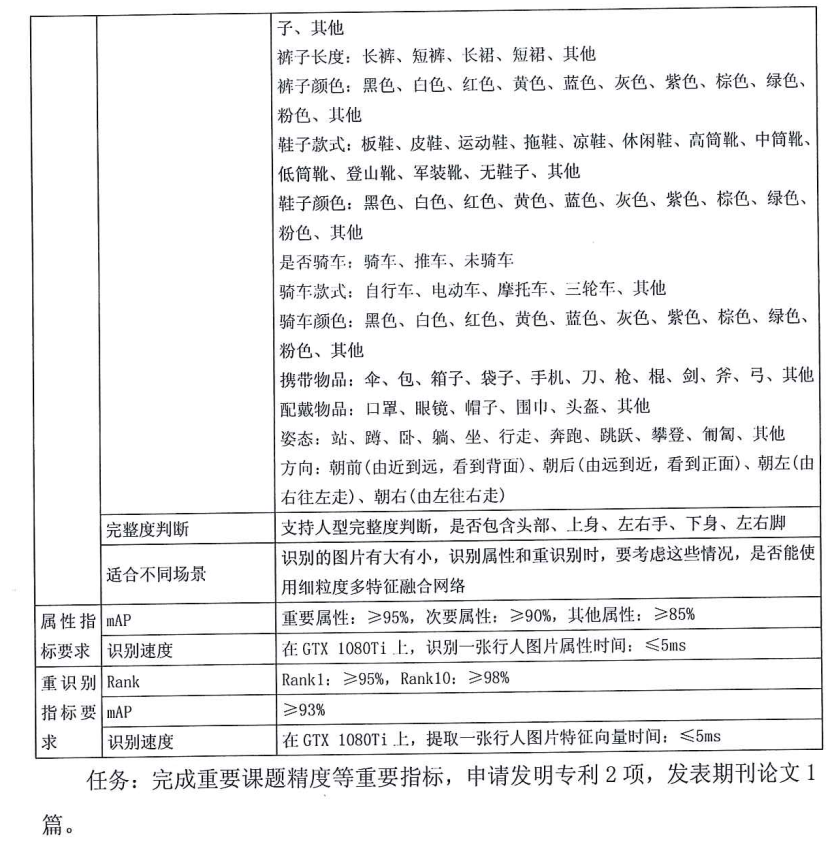 子、其他
裤子长度：长裤、短裤、长裙、短裙、其他
裤子颜色：黑色、白色、红色、黄色、蓝色、灰色、紫色、棕色、绿色、
粉色、其他
鞋子款式：板鞋、皮鞋、运动鞋、拖鞋、凉鞋、休闲鞋、高筒靴、中筒靴、
低筒靴、登山靴、军装靴、无鞋子、其他
鞋子颜色：黑色、白色、红色、黄色、蓝色、灰色、紫色、棕色、绿色、
粉色、其他
是否骑车：骑车、推车、未骑车
骑车款式：自行车、电动车、摩托车、三轮车、其他
骑车颜色：黑色、白色、红色、黄色、蓝色、灰色、紫色、棕色、绿色、
粉色、其他
携带物品：伞、包、箱子、袋子、手机、刀、枪、棍、剑、斧、弓、其他
配戴物品：口罩、眼镜、帽子、围巾、头盔、其他
姿态：站、蹲、卧、躺、坐、行走、奔跑、跳跃、攀登、匍匐、其他
方向：朝前(由近到远，看到背面)、朝后(由远到近，看到正面)、朝左(由
右往左走)、朝右(由左往右走)
完整度判断
支持人型完整度判断，是否包含头部、上身、左右手、下身、左右脚
适合不同场景
识别的图片有大有小，识别属性和重识别时，要考虑这些情况，是否能使
用细粒度多特征融合网络
属性指
标要求
mAP
重要属性：≥95%，次要属性：≥90%，其他属性：≥85%
识别速度
在 GTX 1080Ti 上，识别一张行人图片属性时间：≤5ms
重识别
指标要
求
Rank
Rank1：≥95%，Rank10：≥98%
mAP
≥93%
识别速度
在 GTX 1080Ti 上，提取一张行人图片特征向量时间：≤5ms
任务：完成重要课题精度等重要指标，申请发明专利 2 项，发表期刊论文 1
篇。